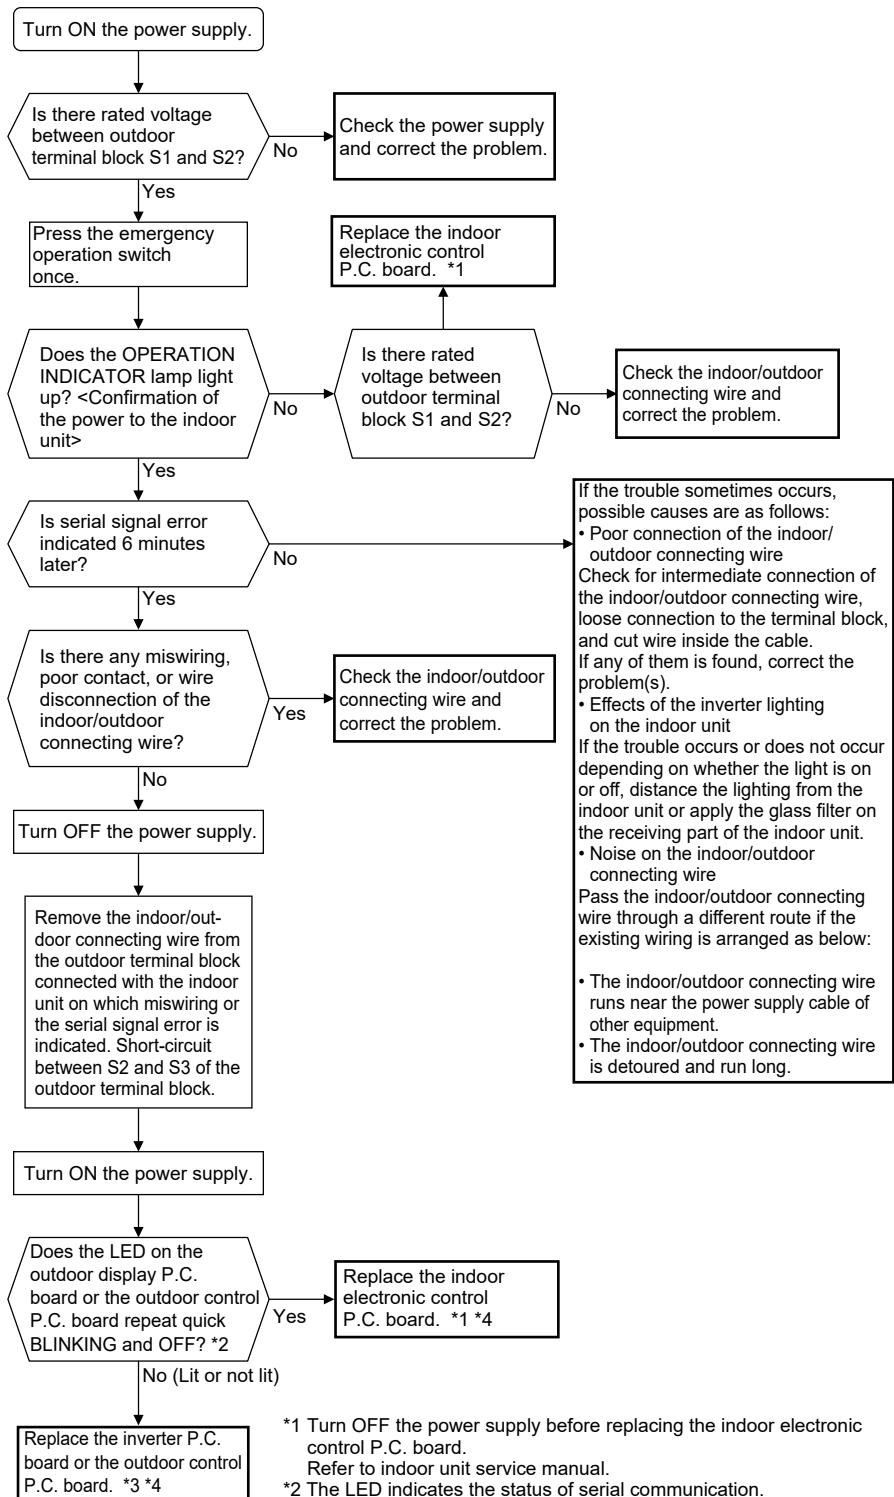 Turn ON the power supply.
Is there rated voltage
between outdoor
terminal block S1 and S2?
No
Check the power supply
and correct the problem.
Yes
Press the emergency
operation switch
once.
Replace the indoor
electronic control
P.C. board. *1
Does the OPERATION
INDICATOR lamp light
up? <Confirmation of
the power to the indoor
unit>
No
Is there rated
voltage between
outdoor terminal
block S1 and S2?
No
Check the indoor/outdoor
connecting wire and
correct the problem.
Yes
Is serial signal error
indicated 6 minutes
later?
No
If the trouble sometimes occurs,
possible causes are as follows:
• Poor connection of the indoor/
outdoor connecting wire
Check for intermediate connection of
the indoor/outdoor connecting wire,
loose connection to the terminal block,
and cut wire inside the cable.
If any of them is found, correct the
problem(s).
• Effects of the inverter lighting
on the indoor unit
If the trouble occurs or does not occur
depending on whether the light is on
or off, distance the lighting from the
indoor unit or apply the glass filter on
the receiving part of the indoor unit.
• Noise on the indoor/outdoor
connecting wire
Pass the indoor/outdoor connecting
wire through a different route if the
existing wiring is arranged as below:
• The indoor/outdoor connecting wire
runs near the power supply cable of
other equipment.
• The indoor/outdoor connecting wire
is detoured and run long.
Yes
Is there any miswiring,
poor contact, or wire
disconnection of the
indoor/outdoor
connecting wire?
Yes
Check the indoor/outdoor
connecting wire and
correct the problem.
No
Turn OFF the power supply.
Remove the indoor/out-
door connecting wire from
the outdoor terminal block
connected with the indoor
unit on which miswiring or
the serial signal error is
indicated. Short-circuit
between S2 and S3 of the
outdoor terminal block.
Turn ON the power supply.
Does the LED on the
outdoor display P.C.
board or the outdoor control
P.C. board repeat quick
BLINKING and OFF? *2
Yes
Replace the indoor
electronic control
P.C. board. *1 *4
No (Lit or not lit)
Replace the inverter P.C.
board or the outdoor control
P.C. board. *3 *4
*1 Turn OFF the power supply before replacing the indoor electronic
control P.C. board.
Refer to indoor unit service manual.
*2 The LED indicates the status of serial communication.